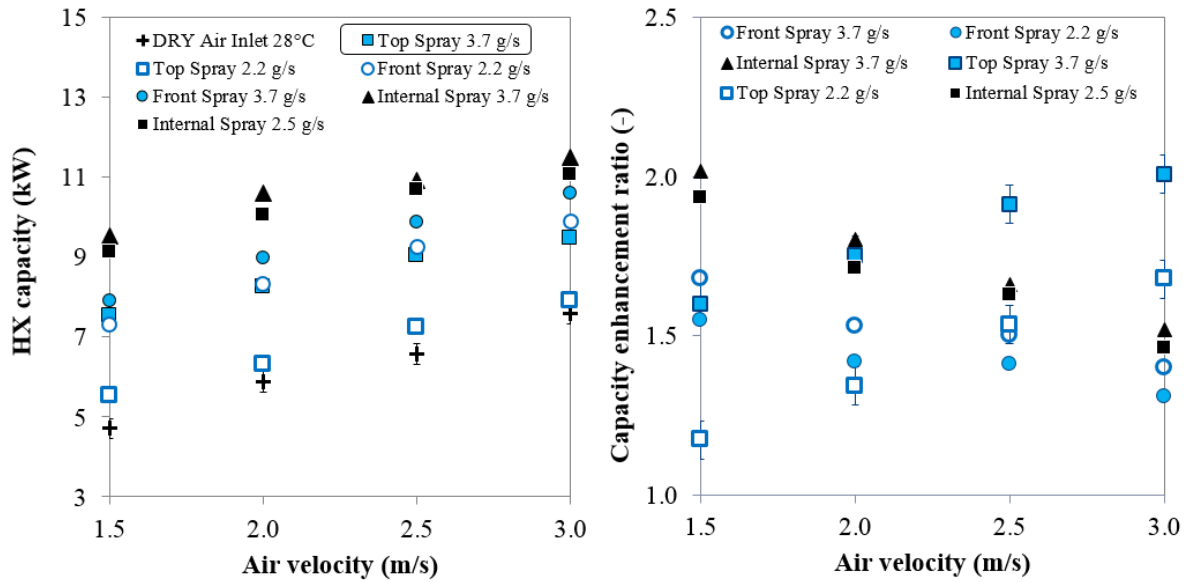 15
13
11
9
7
5
3
HX capacity (kW)
DRY Air Inlet 28°C
Top Spray 3.7 g/s
Top Spray 2.2 g/s
Front Spray 2.2 g/s
Front Spray 3.7 g/s
Internal Spray 3.7 g/s
Internal Spray 2.5 g/s
1.5 2.0 2.5 3.0
Air velocity (m/s)
2.5
2.0
1.5
1.0
Capacity enhancement ratio (-)
Front Spray 3.7 g/s
Front Spray 2.2 g/s
Internal Spray 3.7 g/s
Top Spray 3.7 g/s
Top Spray 2.2 g/s
Internal Spray 2.5 g/s
1.5 2.0 2.5 3.0
Air velocity (m/s)